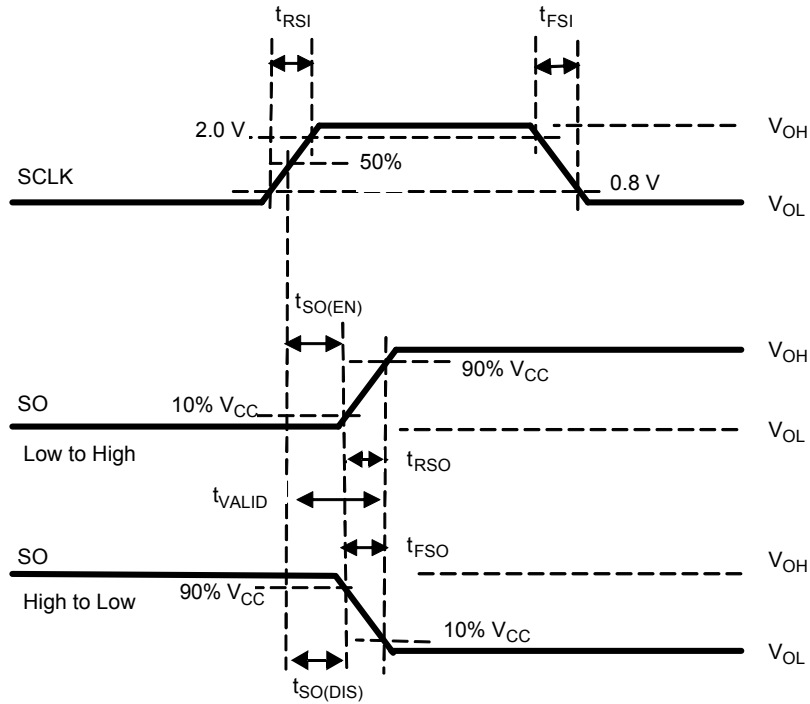 tRSI
tFSI
2.0 V
VOH
50%
SCLK
0.8 V
VOL
tSO(EN)
VOH
90% VCC
SO
10% VCC
VOL
Low to High
tRSO
tVALID
tFSO
SO
VOH
90% VCC
High to Low
10% VCC
VOL
tSO(DIS)